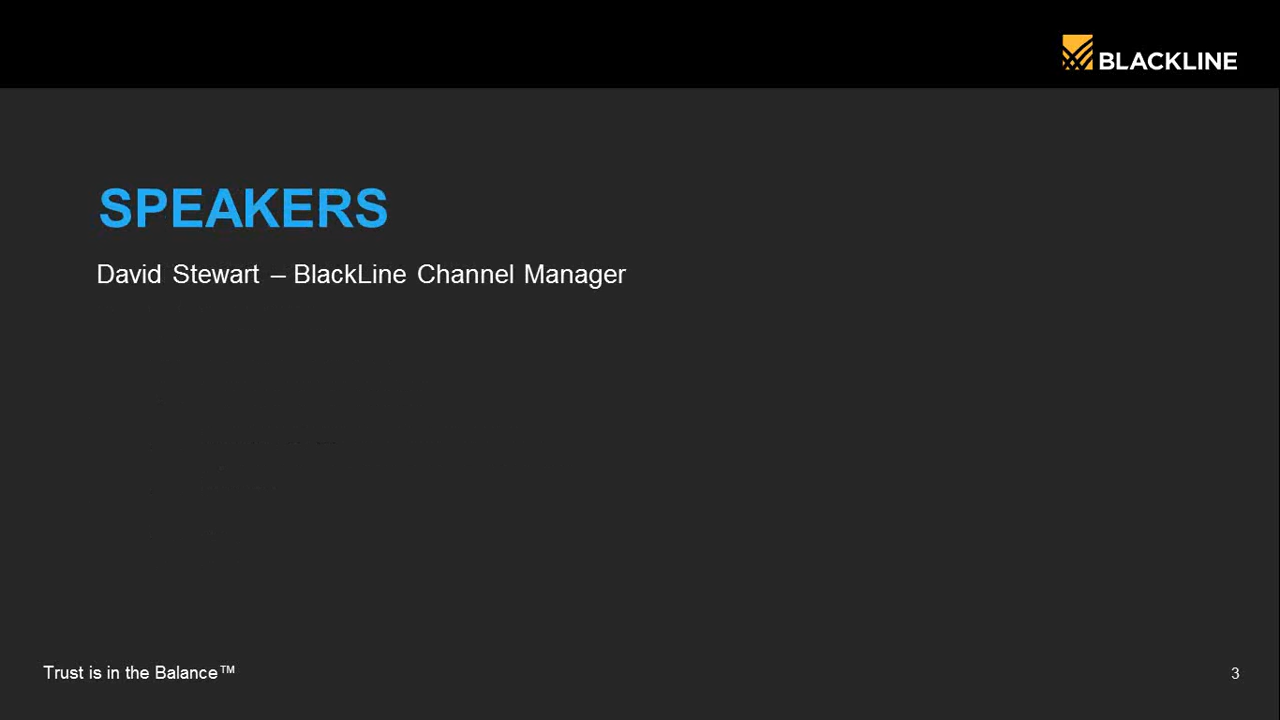 BLACKLINE
SPEAKERS
David Stewart – BlackLine Channel Manager
Trust is in the Balance™
3